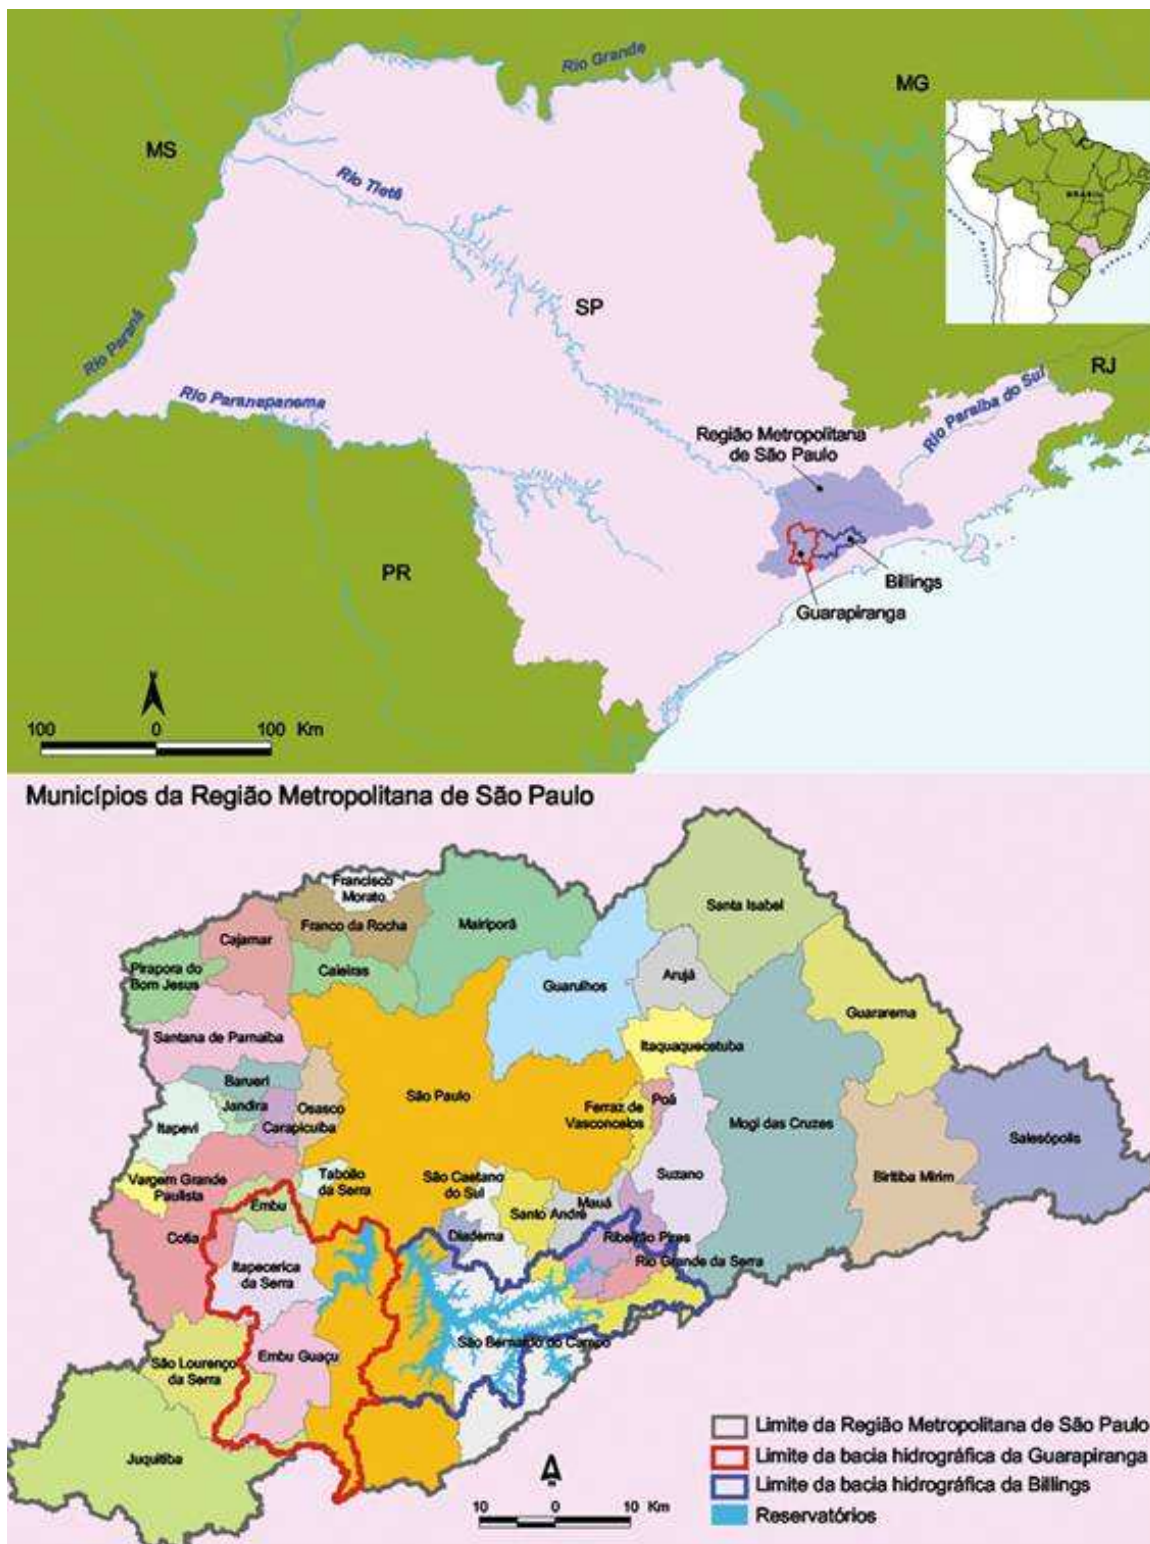 Rio Grande
MG
MS
Rio Tietê
BRASIL
SP
Rio Paraná
RJ
Rio Paraíba do Sul
Rio Paranapanema
Região Metropolitana
de São Paulo
PR
Billings
Guarapiranga
N
100 0 100 Km
Municípios da Região Metropolitana de São Paulo
Francisco
Morato
Santa Isabel
Franco da Rocha
Mairiporã
Cajamar
Pirapora do
Bom Jesus
Caieiras
Arujá
Guarulhos
Guararema
Santana de Parnaíba
Itaquaquecetuba
Barueri
Jandira
Osasco
São Paulo
Ferraz de
Vasconcelos
Poá
Itapevi
Carapicuíba
Mogi das Cruzes
Salesópolis
Vargem Grande
Paulista
Taboão
da Serra
São Caetano
do Sul
Suzano
Biritiba Mirim
Embu
Santo André
Mauá
Cotia
Diadema
Ribeirão Pires
Rio Grande da Serra
Itapecerica
da Serra
São Bernardo do Campo
Embu Guaçu
São Lourenço
da Serra
Juquitiba
10 0 10 Km
Limite da Região Metropolitana de São Paulo
Limite da bacia hidrográfica da Guarapiranga
Limite da bacia hidrográfica da Billings
Reservatórios